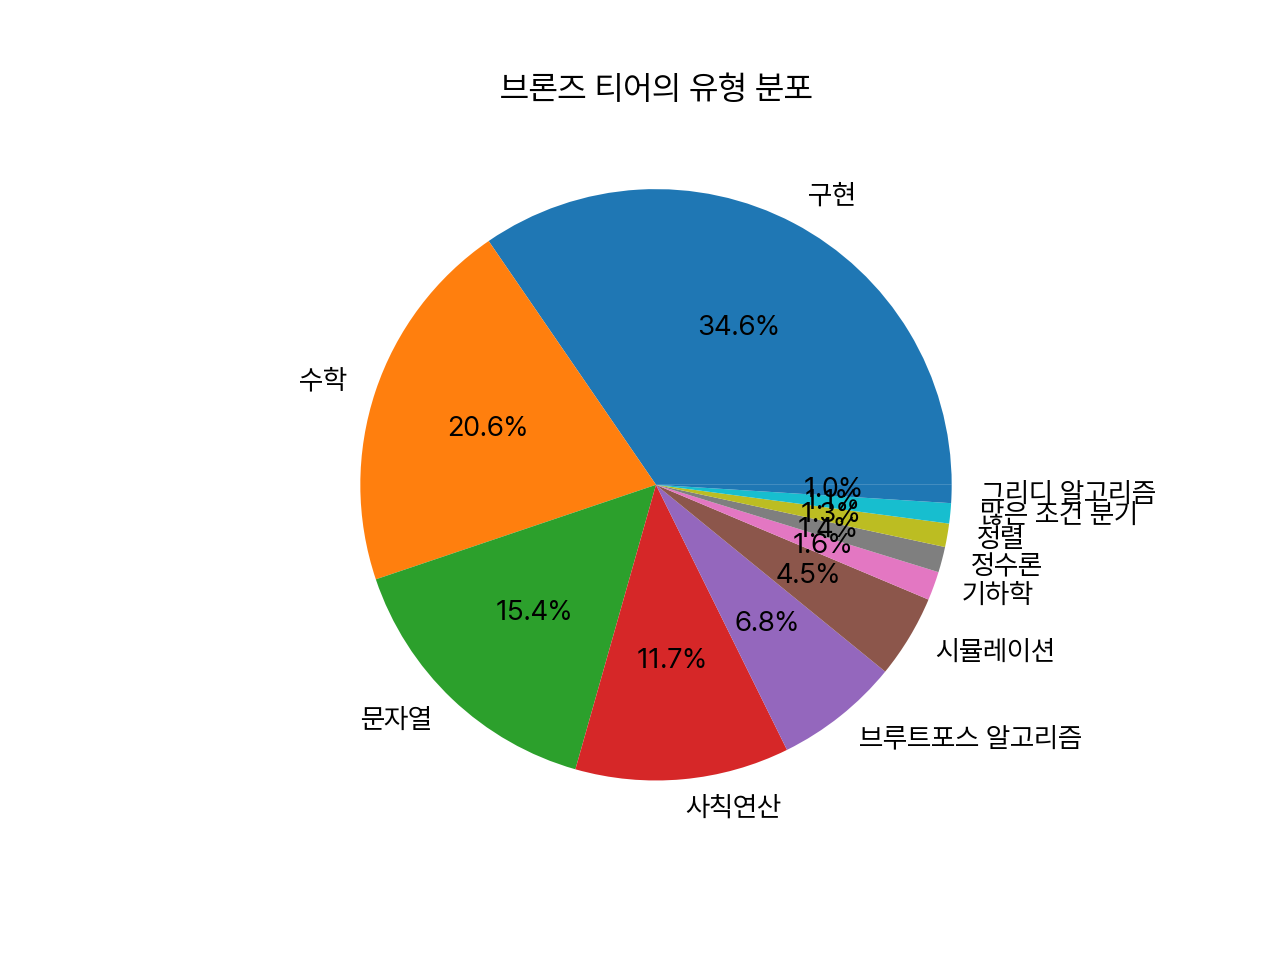 브론즈 티어의 유형 분포
구현
34.6%
수학
20.6%
문자열
15.4%
사칙연산
11.7%
브루트포스 알고리즘
6.8%
시뮬레이션
4.5%
기하학
1.6%
정수론
1.4%
정렬
1.3%
많은 조건 분기
1.1%
그리디 알고리즘
1.0%